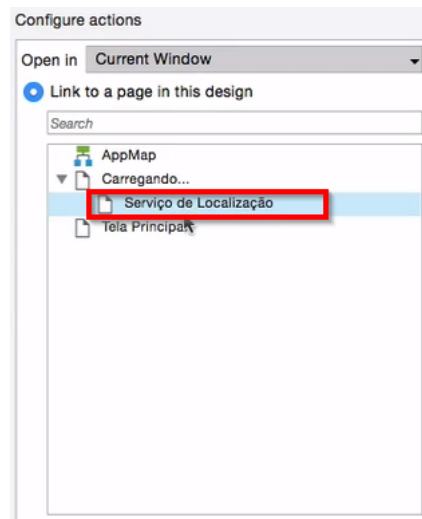 Configure actions
Open in Current Window
Link to a page in this design
Search
AppMap
Carregando...
Serviço de Localização
Tela Principal